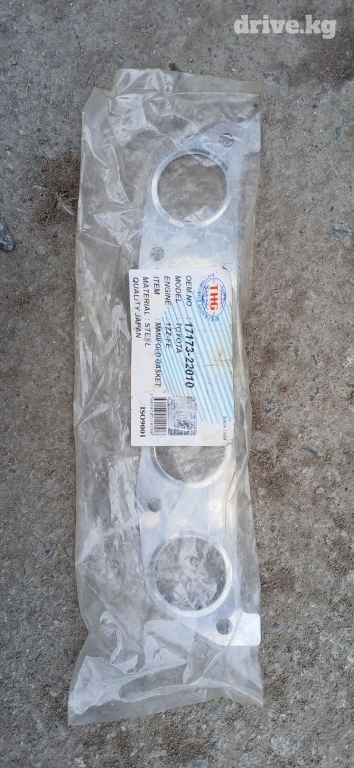 drive.kg
THG
OEM NO : 17173-22010
MODEL : TOYOTA
ENGINE : 1ZZ-FE
ITEM : MANIFOLD GASKET
MATERIAL : STEEL
QUALITY JAPAN
ISO9001